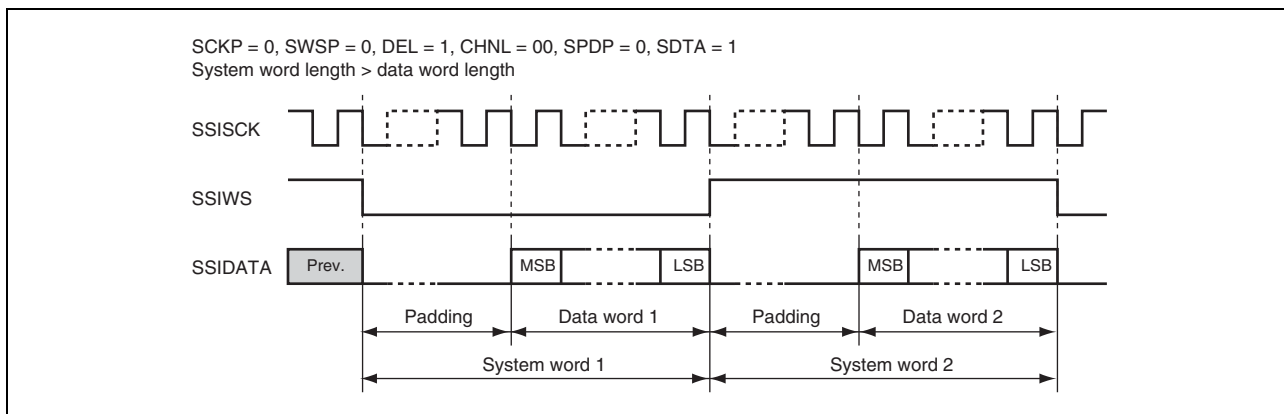 SCKP = 0, SWSP = 0, DEL = 1, CHNL = 00, SPDP = 0, SDTA = 1
System word length > data word length
SSISCK
SSIWS
SSIDATA Prev. MSB LSB MSB LSB
Padding Data word 1 Padding Data word 2
System word 1 System word 2